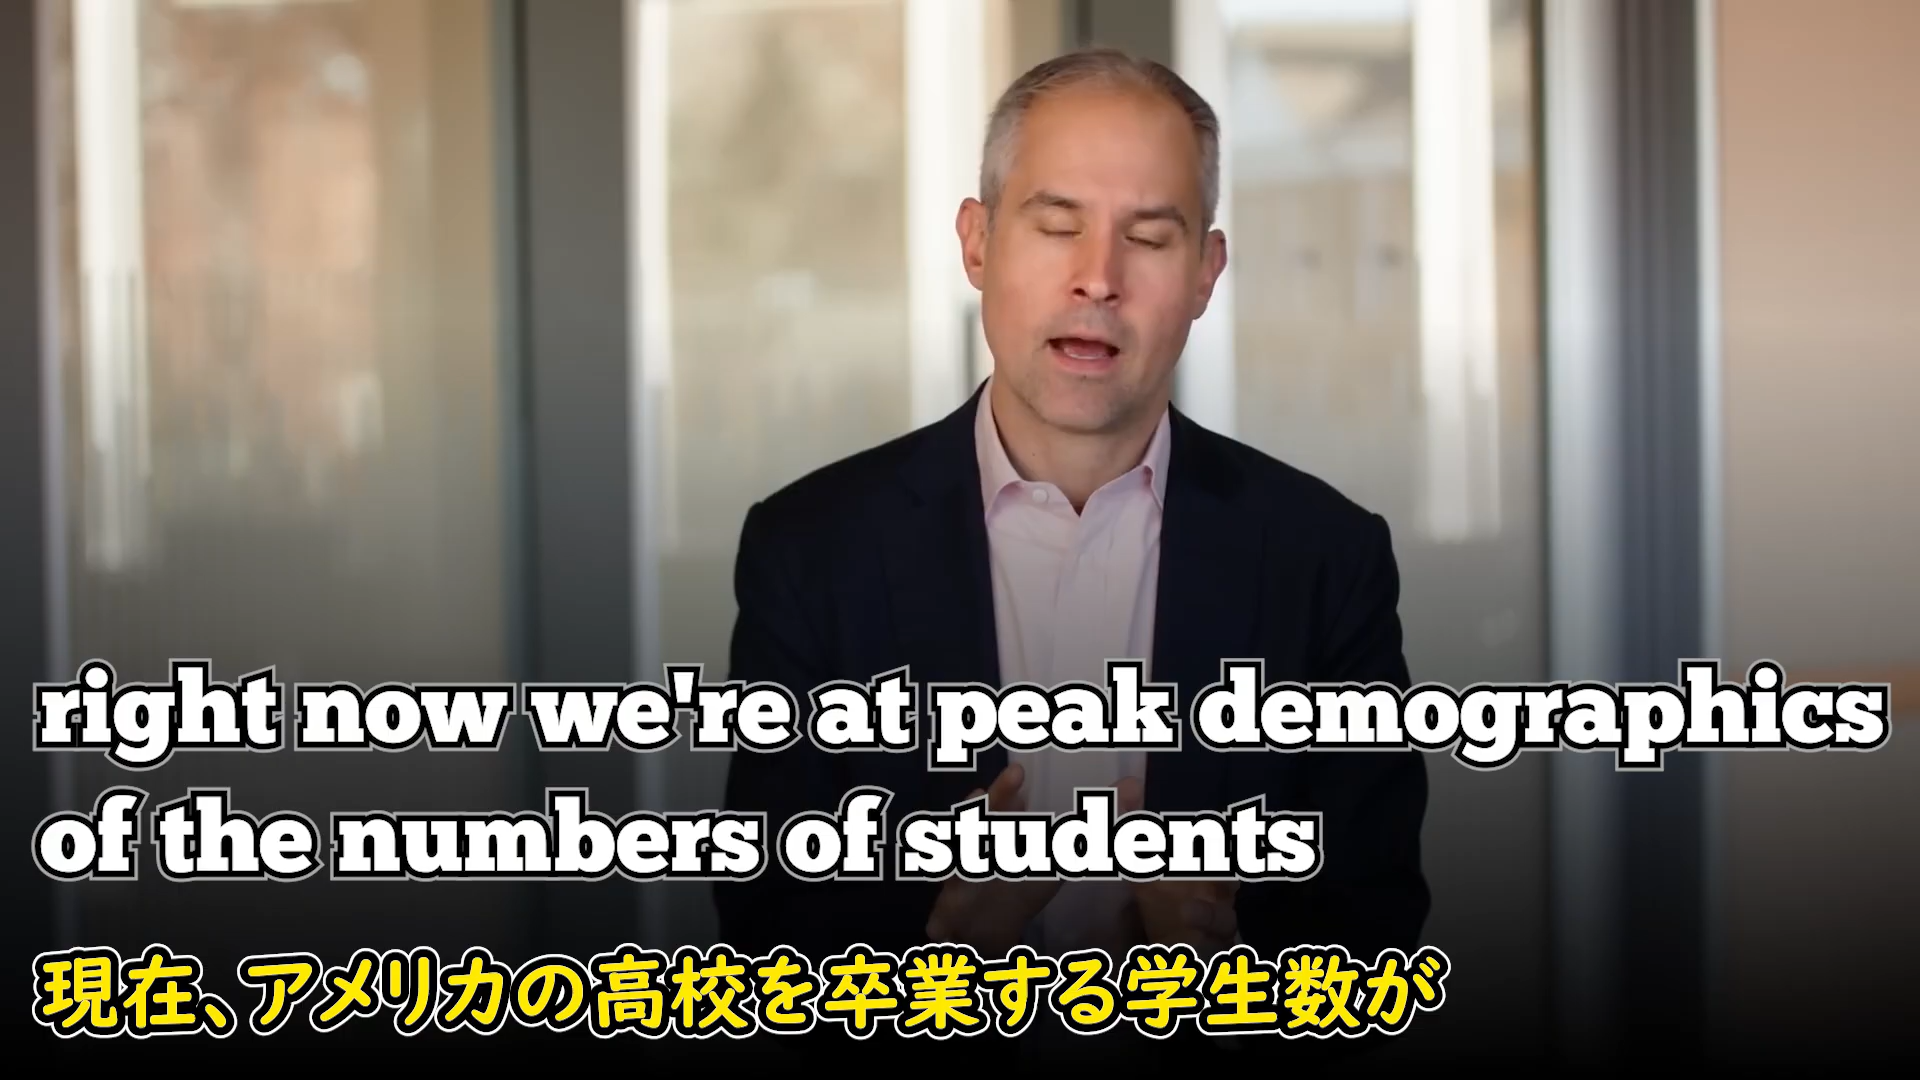 right now we're at peak demographics
of the numbers of students
現在、アメリカの高校を卒業する学生数が